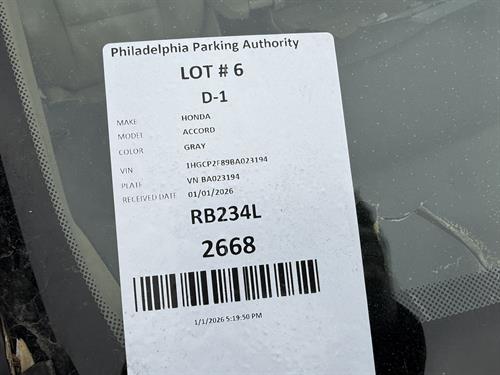 Philadelphia Parking Authority
LOT # 6
D-1
MAKE HONDA
MODEL ACCORD
COLOR GRAY
VIN 1HGCP2F89BA023194
PLATE VN BA023194
RECEIVED DATE 01/01/2026
RB234L
2668
1/1/2026 5:19:50 PM